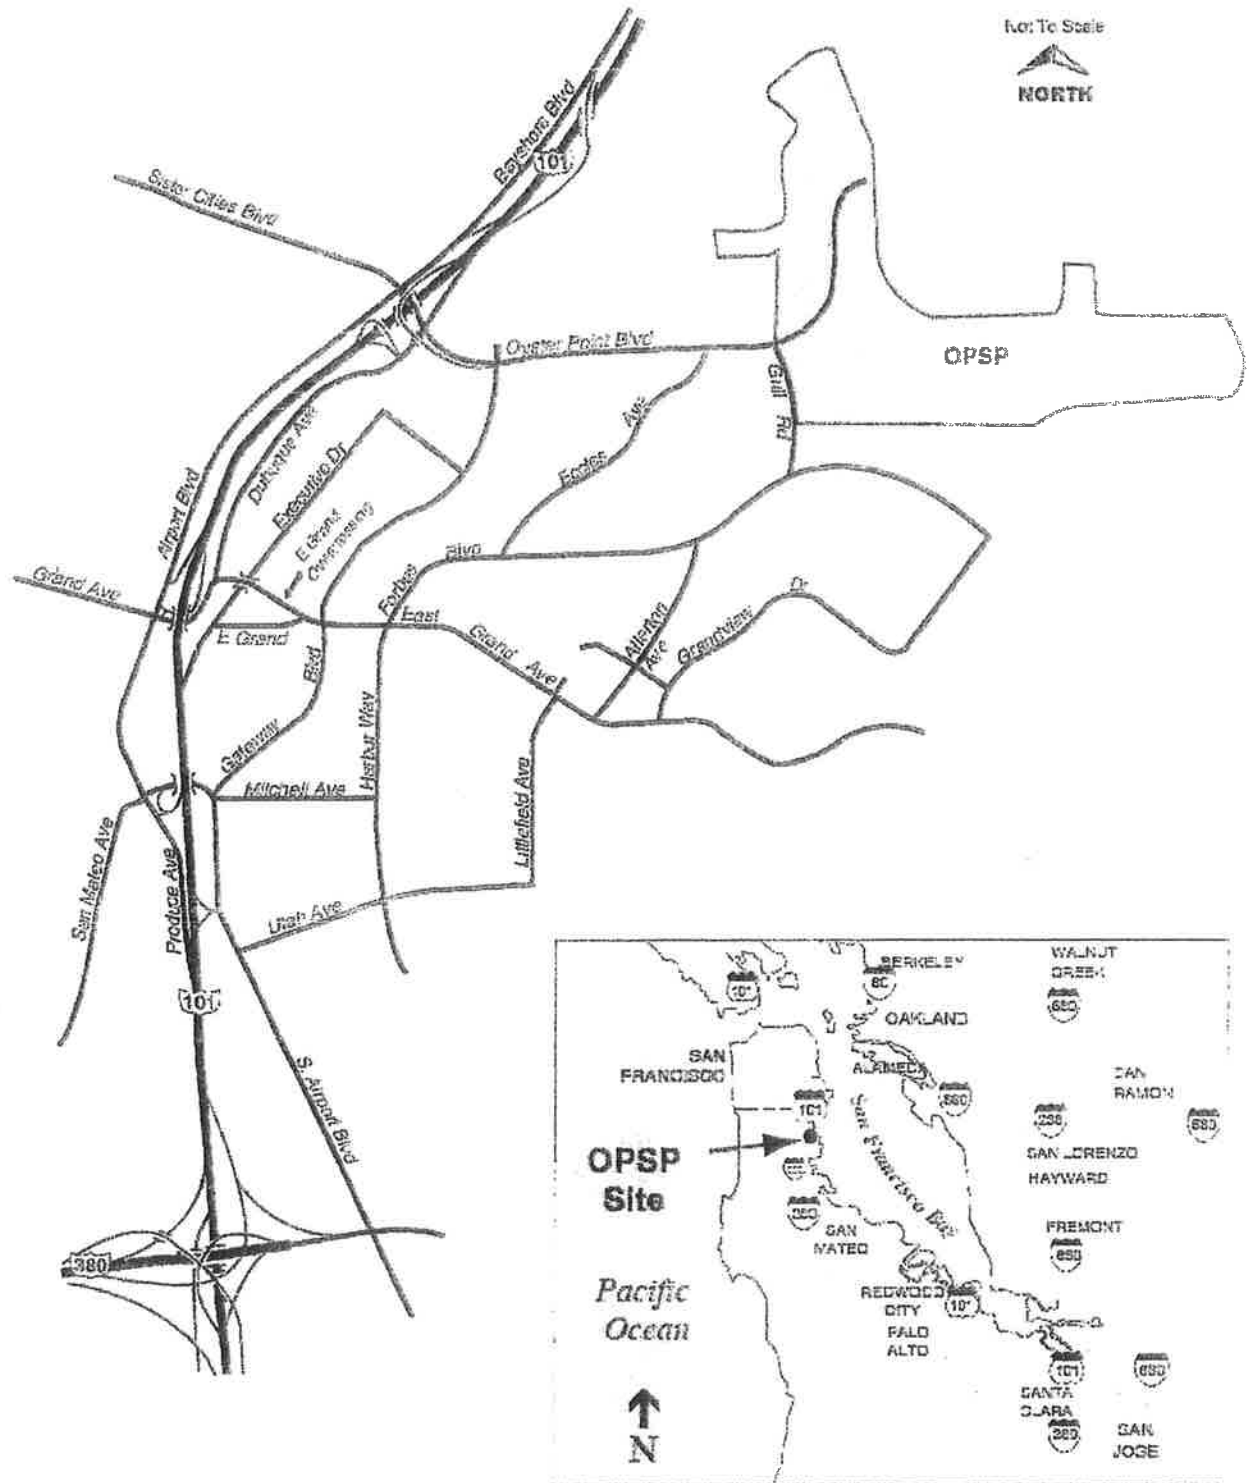 Not To Scale
NORTH
Bayshore Blvd
101
Sister Cities Blvd
Oyster Point Blvd
OPSP
Gull Rd
Eccles Ave
Dubuque Ave
Executive Dr
Airport Blvd
E Grand
Overcrossing
Grand Ave
E Grand
Forbes Blvd
East Grand Ave
Allerton
Ave
Grandview Dr
Gateway Blvd
Harbor Way
Mitchell Ave
Littlefield Ave
San Mateo Ave
Produce Ave
Utah Ave
101
S. Airport Blvd
380
BERKELEY
WALNUT
CREEK
101
80
680
OAKLAND
SAN
FRANCISCO
ALAMEDA
SAN
RAMON
101
880
238
680
San Francisco Bay
OPSP
Site
SAN LORENZO
HAYWARD
380
SAN
MATEO
FREMONT
Pacific
Ocean
REDWOOD
CITY
101
PALO
ALTO
101
680
SANTA
CLARA
280
SAN
JOSE
N